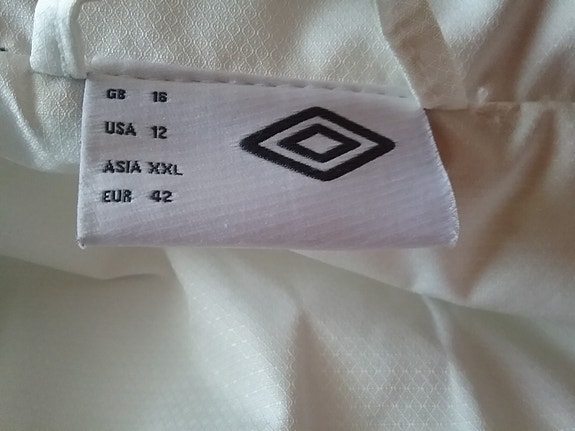 GB 16
USA 12
ASIA XXL
EUR 42